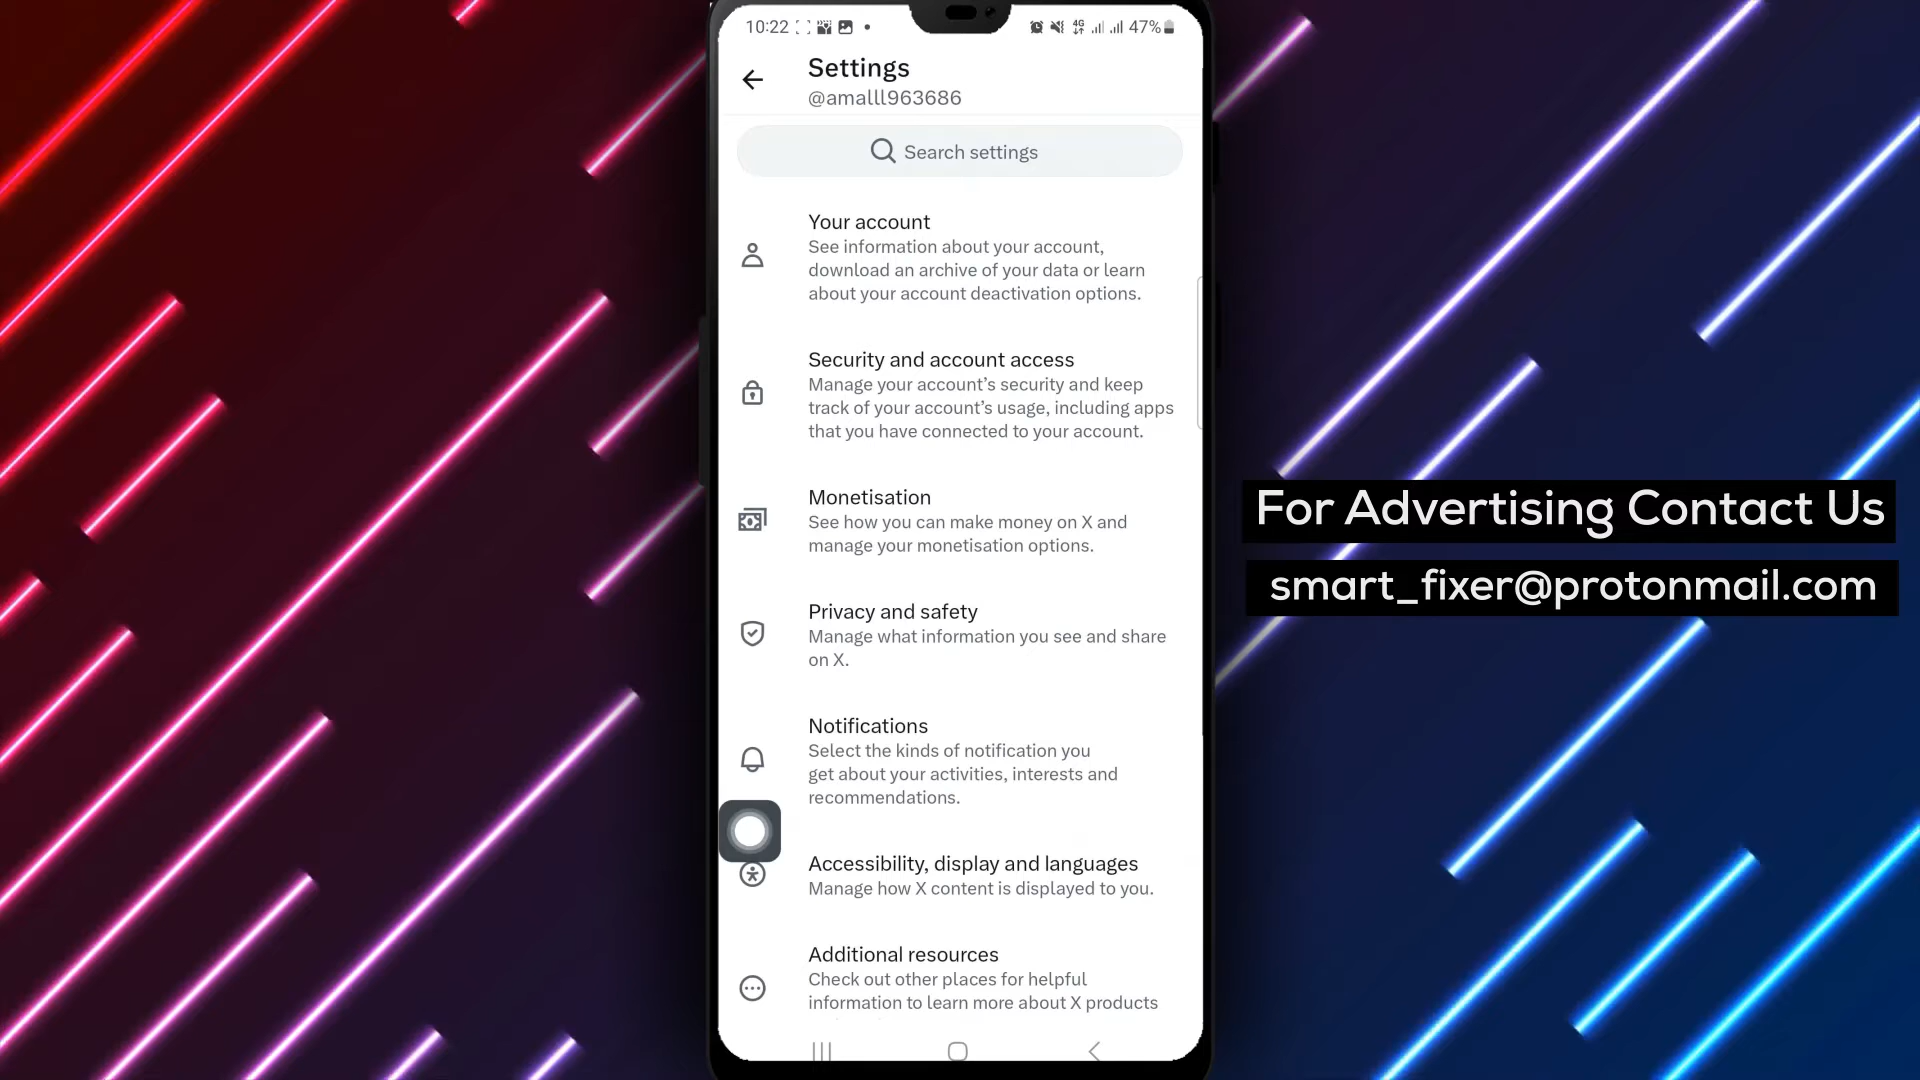 10:22
4G
47%
Settings
@amalll963686
Search settings
Your account
See information about your account,
download an archive of your data or learn
about your account deactivation options.
Security and account access
Manage your account’s security and keep
track of your account’s usage, including apps
that you have connected to your account.
Monetisation
See how you can make money on X and
manage your monetisation options.
Privacy and safety
Manage what information you see and share
on X.
Notifications
Select the kinds of notification you
get about your activities, interests and
recommendations.
Accessibility, display and languages
Manage how X content is displayed to you.
Additional resources
Check out other places for helpful
information to learn more about X products
For Advertising Contact Us
smart_fixer@protonmail.com